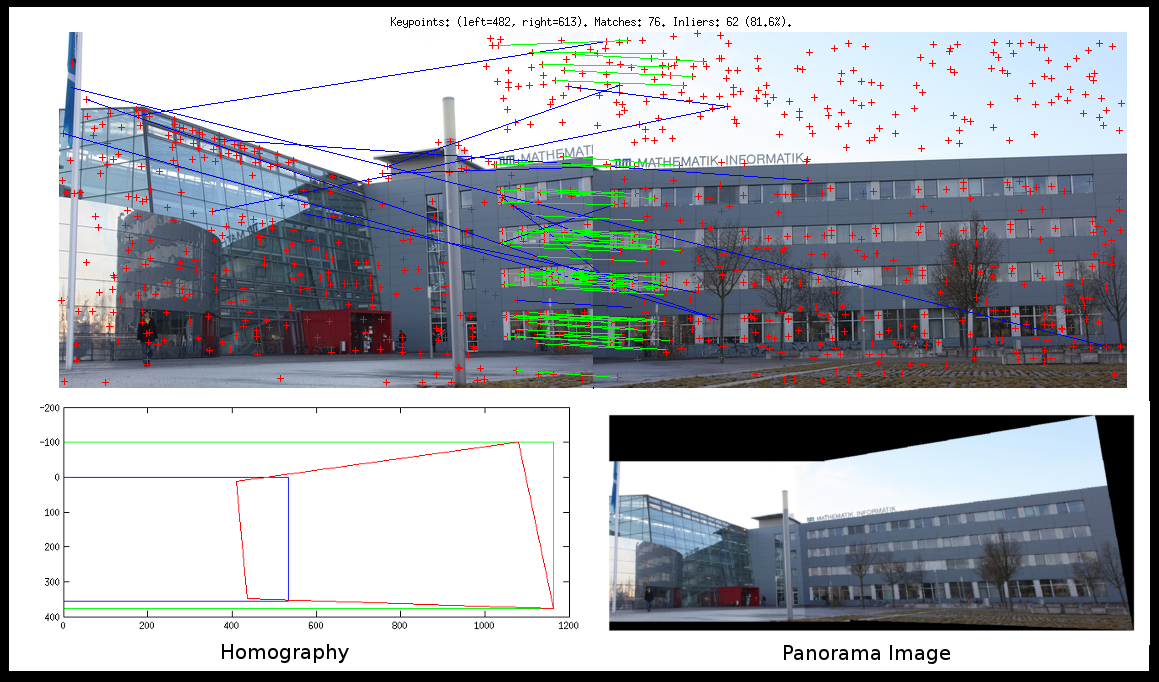 Keypoints: (left=482, right=613). Matches: 76. Inliers: 62 (81.6%).
MATHEMATI
MATHEMATIK INFORMATIK
-200
-100
0
100
200
300
400
0 200 400 600 800 1000 1200
MATHEMATIK INFORMATIK
Homography
Panorama Image